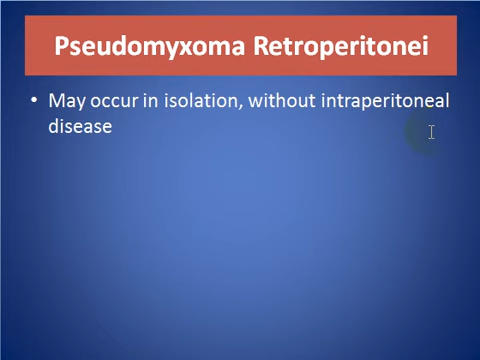 Pseudomyxoma Retroperitonei
• May occur in isolation, without intraperitoneal
disease